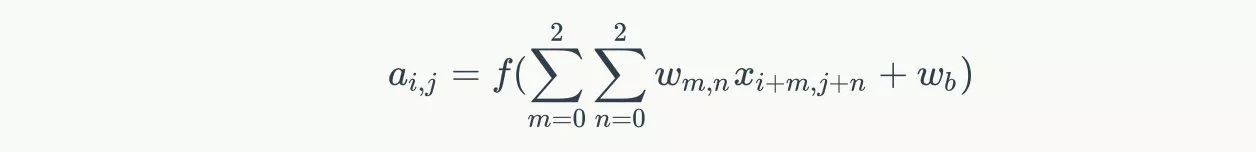 $$a_{i,j} = f(\sum_{m=0}^{2} \sum_{n=0}^{2} w_{m,n} x_{i+m,j+n} + w_b)$$